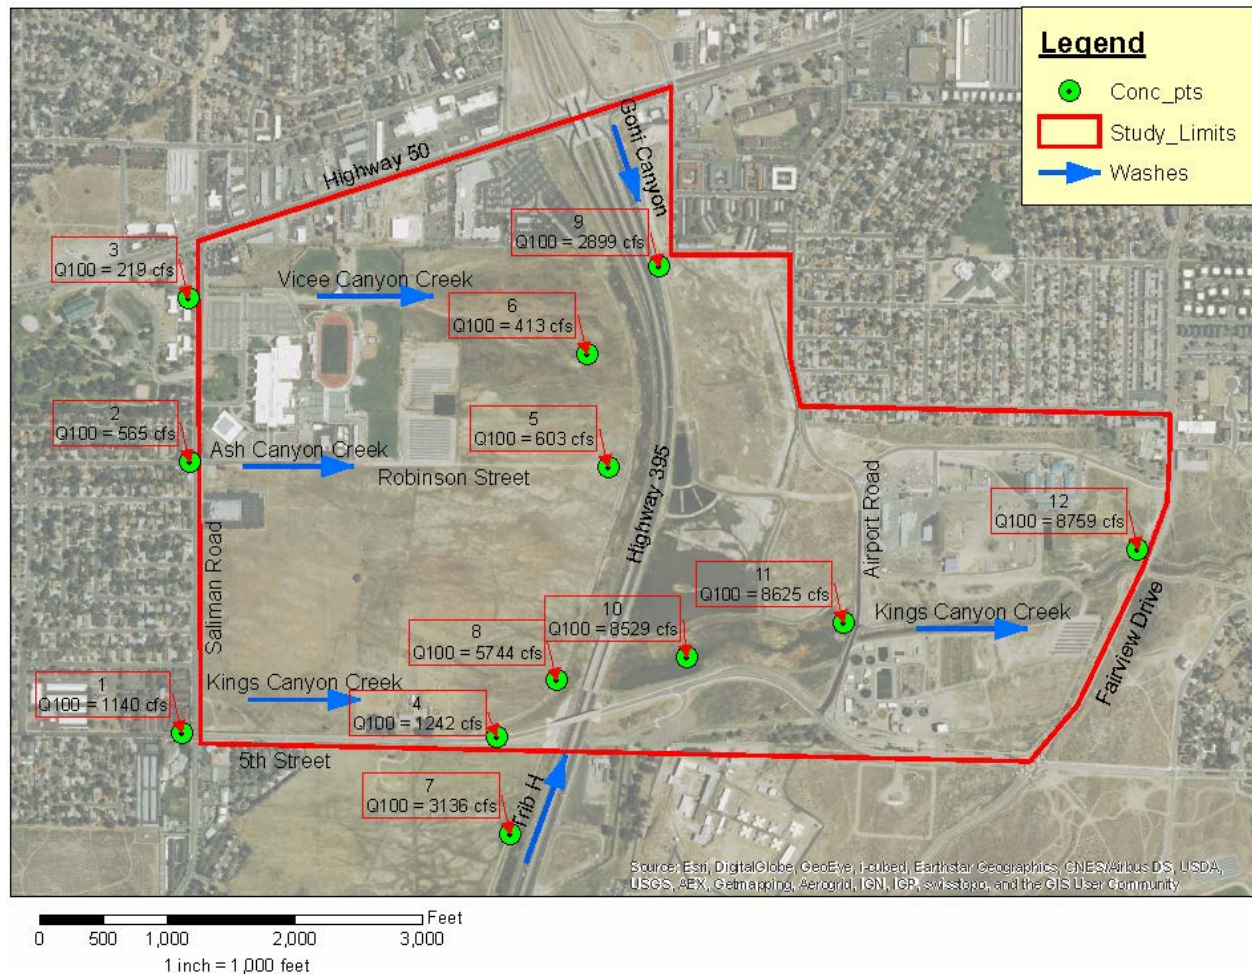 Legend
Conc_pts
Study_Limits
Washes
Highway 50
Goni Canyon
9
Q100 = 2899 cfs
3
Q100 = 219 cfs
Vicee Canyon Creek
6
Q100 = 413 cfs
2
Q100 = 565 cfs
5
Q100 = 603 cfs
Ash Canyon Creek
Robinson Street
Highway 395
Airport Road
12
Q100 = 8759 cfs
Saliman Road
11
Q100 = 8625 cfs
10
Q100 = 8529 cfs
Kings Canyon Creek
8
Q100 = 5744 cfs
Fairview Drive
1
Q100 = 1140 cfs
Kings Canyon Creek
4
Q100 = 1242 cfs
5th Street
7
Q100 = 3136 cfs
Trib H
Source: Esri, DigitalGlobe, GeoEye, i-cubed, Earthstar Geographics, CNES/Airbus DS, USDA,
USGS, AEX, Getmapping, Aerogrid, IGN, IGP, swisstopo, and the GIS User Community
Feet
0 500 1,000 2,000 3,000
1 inch = 1,000 feet